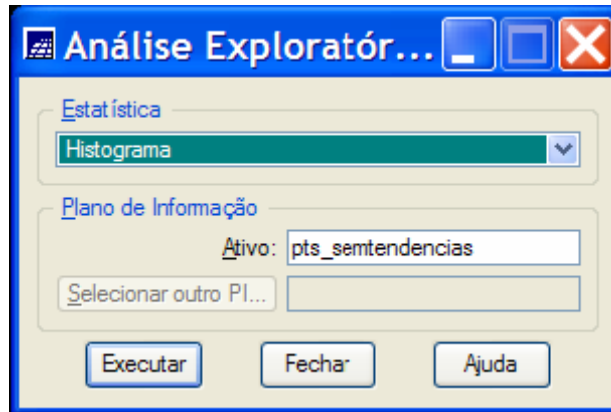 Análise Exploratór...
Estatística
Histograma
Plano de Informação
Ativo: pts_semtendencias
Selecionar outro PI...
Executar Fechar Ajuda